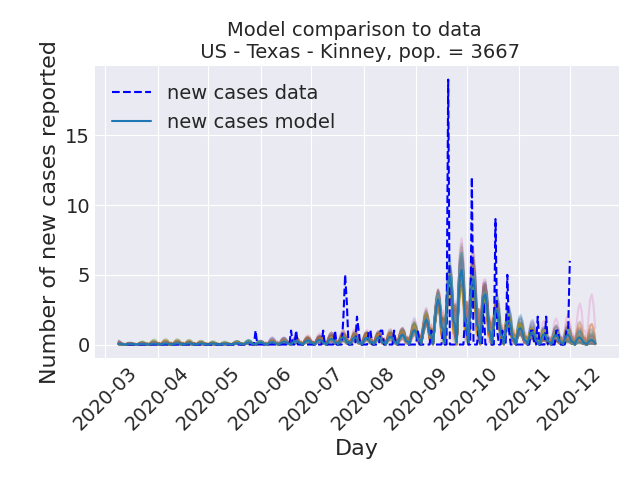 Model comparison to data
US - Texas - Kinney, pop. = 3667
new cases data
new cases model
Number of new cases reported
15
10
5
0
2020-03
2020-04
2020-05
2020-06
2020-07
2020-08
2020-09
2020-10
2020-11
2020-12
Day